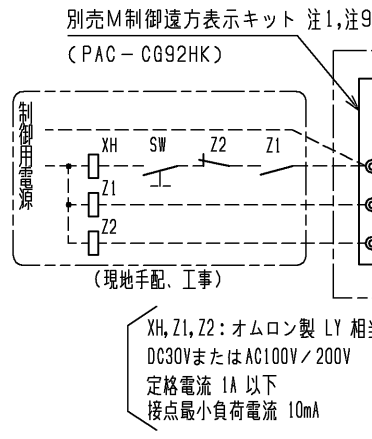 別売M制御遠方表示キット 注1,注9
(PAC-CG92HK)
制御用電源
XH SW Z2 Z1
Z1
Z2
(現地手配、工事)
XH,Z1,Z2:オムロン製 LY 相当
DC30VまたはAC100V/200V
定格電流 1A 以下
接点最小負荷電流 10mA